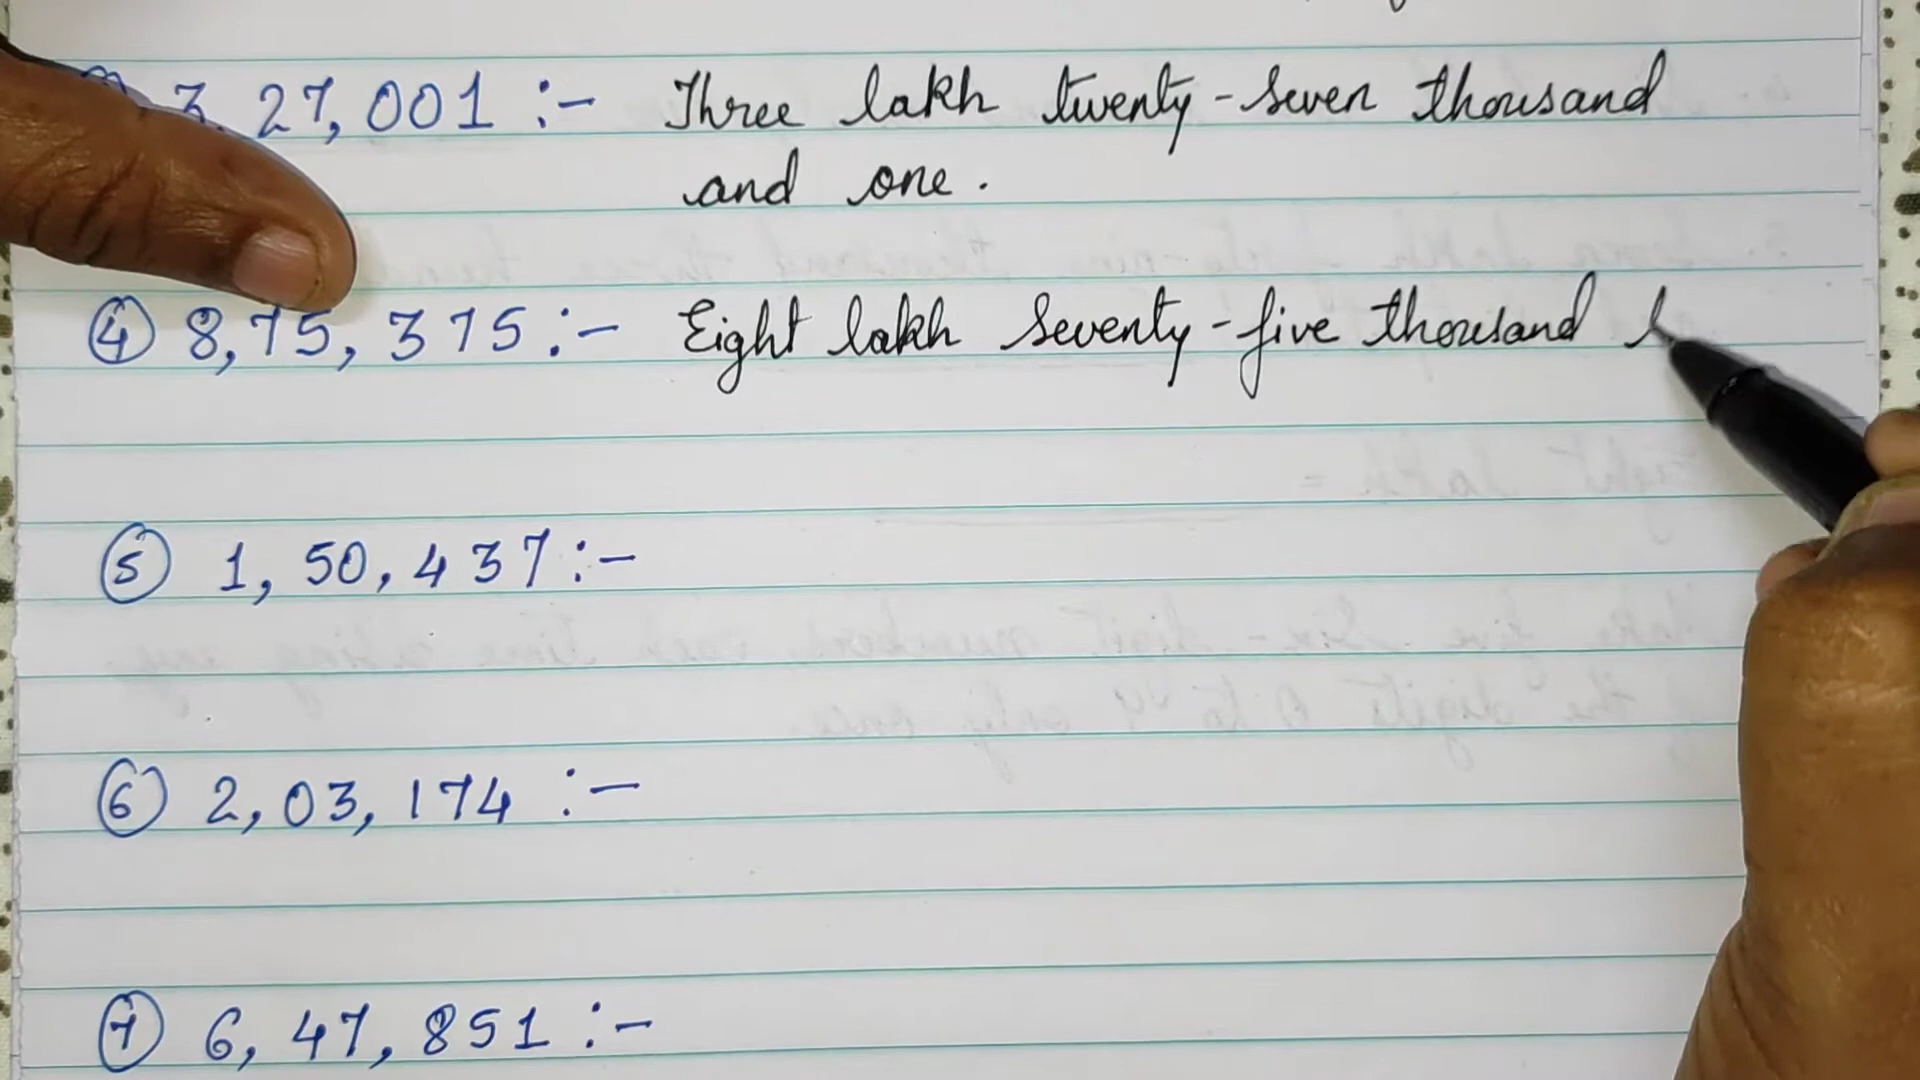 3,27,001 :- Three lakh twenty-seven thousand
and one.
④ 8,75,375 :- Eight lakh seventy-five thousand
⑤ 1,50,437 :-
⑥ 2,03,174 :-
⑦ 6,47,851 :-